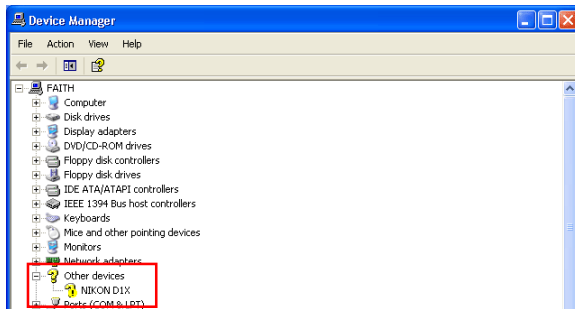 Device Manager
File Action View Help
FAITH
Computer
Disk drives
Display adapters
DVD/CD-ROM drives
Floppy disk controllers
Floppy disk drives
IDE ATA/ATAPI controllers
IEEE 1394 Bus host controllers
Keyboards
Mice and other pointing devices
Monitors
Network adapters
Other devices
NIKON D1X
Ports (COM & LPT)